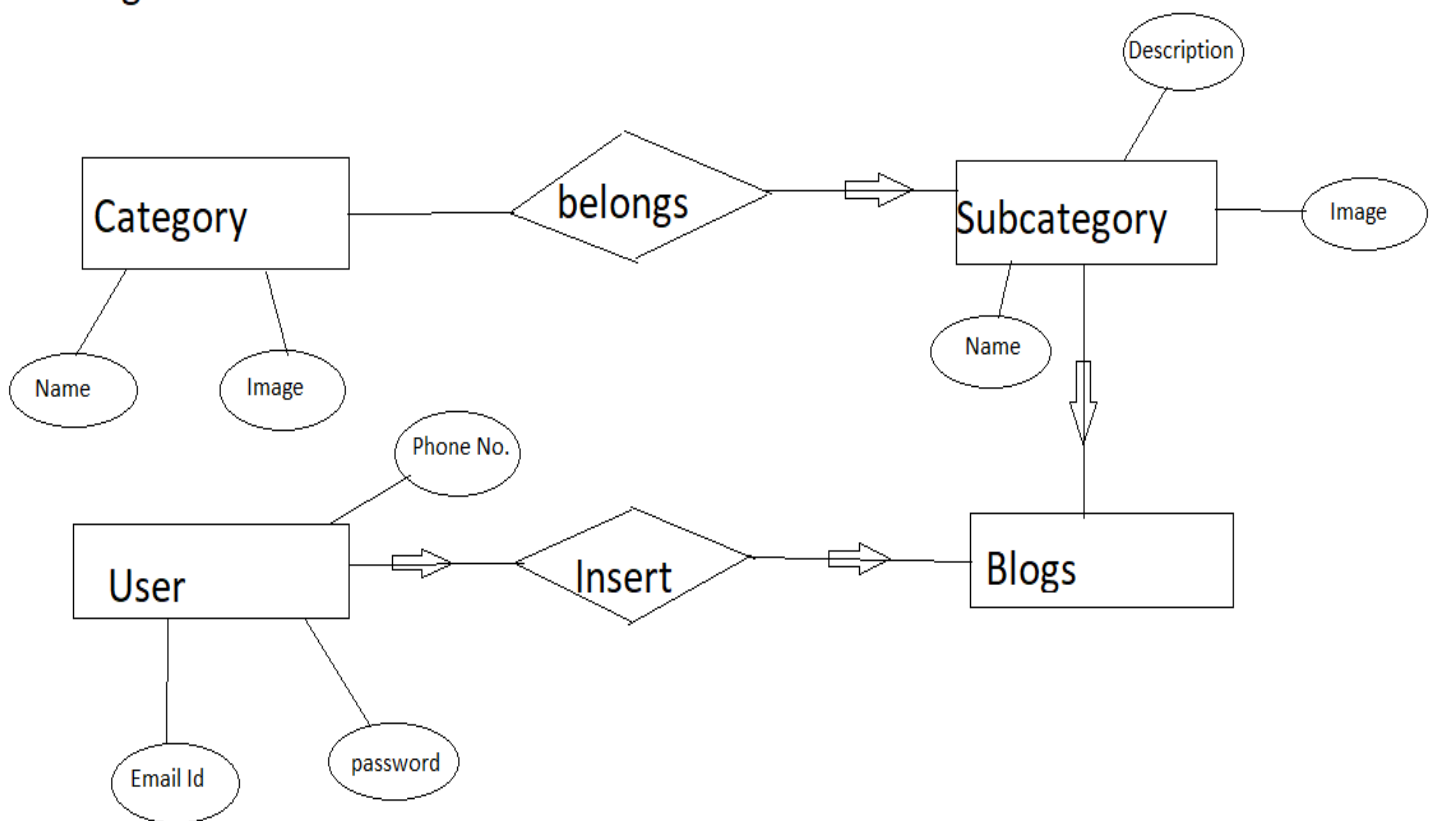 Description
Category
belongs
Subcategory
Image
Name
Name
Image
Phone No.
User
Insert
Blogs
Email Id
password